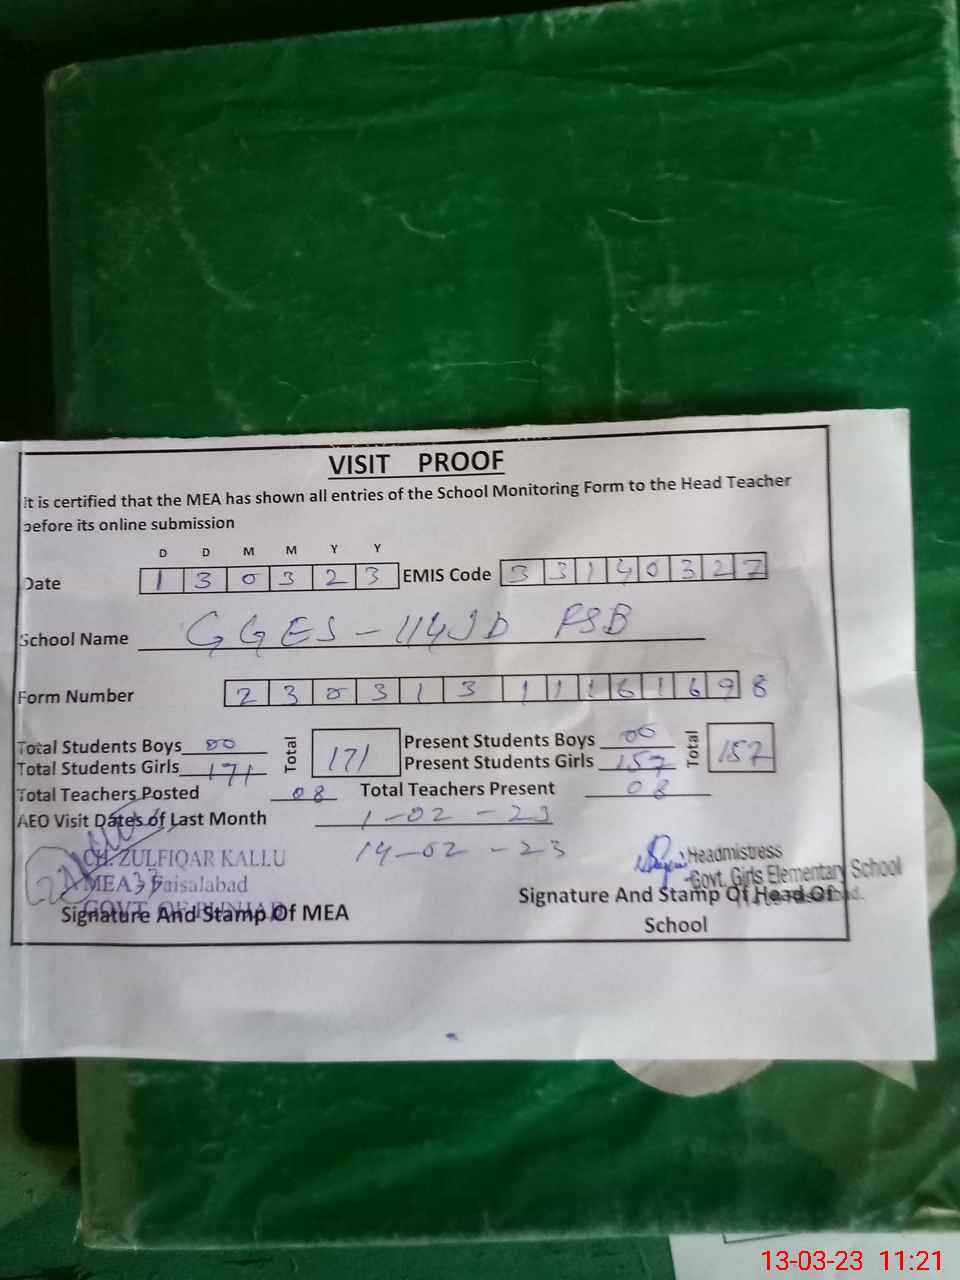 VISIT PROOF
It is certified that the MEA has shown all entries of the School Monitoring Form to the Head Teacher
before its online submission
D D M M Y Y
Date 1 3 0 3 2 3 EMIS Code 3 3 1 4 0 3 2 7
School Name GGES - 114 JD FSB
Form Number 2 3 0 3 1 3 1 1 1 6 1 6 9 8
Total Students Boys 00 Total 171 Present Students Boys 00 Total 157
Total Students Girls 171 Present Students Girls 157
Total Teachers Posted 08 Total Teachers Present 08
AEO Visit Dates of Last Month 1-02-23
14-02-23
CH. ZULFIQAR KALLU
MEA 37 Faisalabad
GOVT. OF PUNJAB
Signature And Stamp Of MEA
Headmistress
Govt. Girls Elementary School
Signature And Stamp Of Head Of
School
13-03-23 11:21